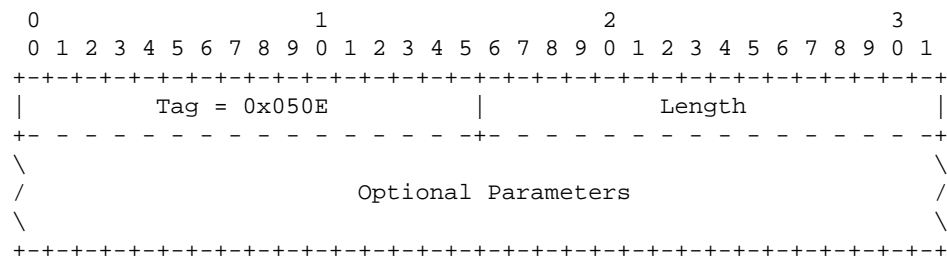 0                   1                   2                   3
 0 1 2 3 4 5 6 7 8 9 0 1 2 3 4 5 6 7 8 9 0 1 2 3 4 5 6 7 8 9 0 1
+-+-+-+-+-+-+-+-+-+-+-+-+-+-+-+-+-+-+-+-+-+-+-+-+-+-+-+-+-+-+-+-+
|         Tag = 0x050E          |            Length             |
+- - - - - - - - - - - - - - - -+- - - - - - - - - - - - - - - -+
\                                                               \
/                       Optional Parameters                     /
\                                                               \
+-+-+-+-+-+-+-+-+-+-+-+-+-+-+-+-+-+-+-+-+-+-+-+-+-+-+-+-+-+-+-+-+